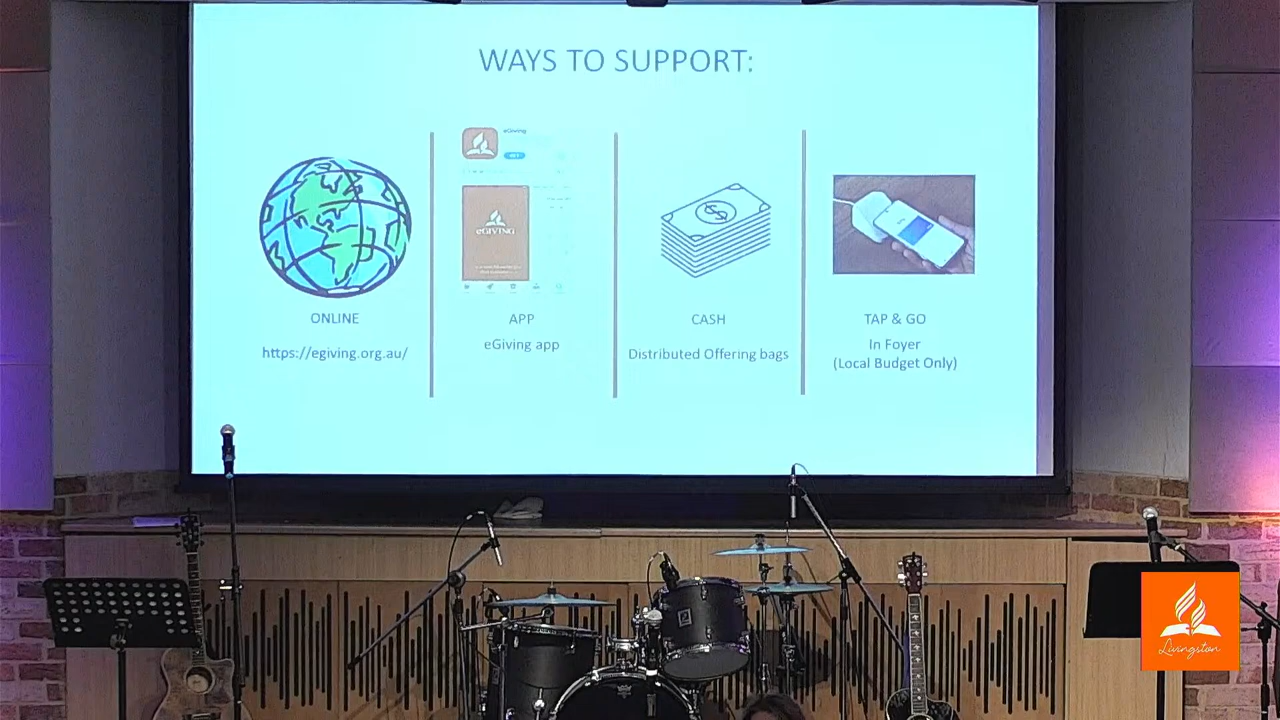 WAYS TO SUPPORT:
eGiving
eGIVING
ONLINE
https://egiving.org.au/
APP
eGiving app
CASH
Distributed Offering bags
TAP & GO
In Foyer
(Local Budget Only)
Livingston